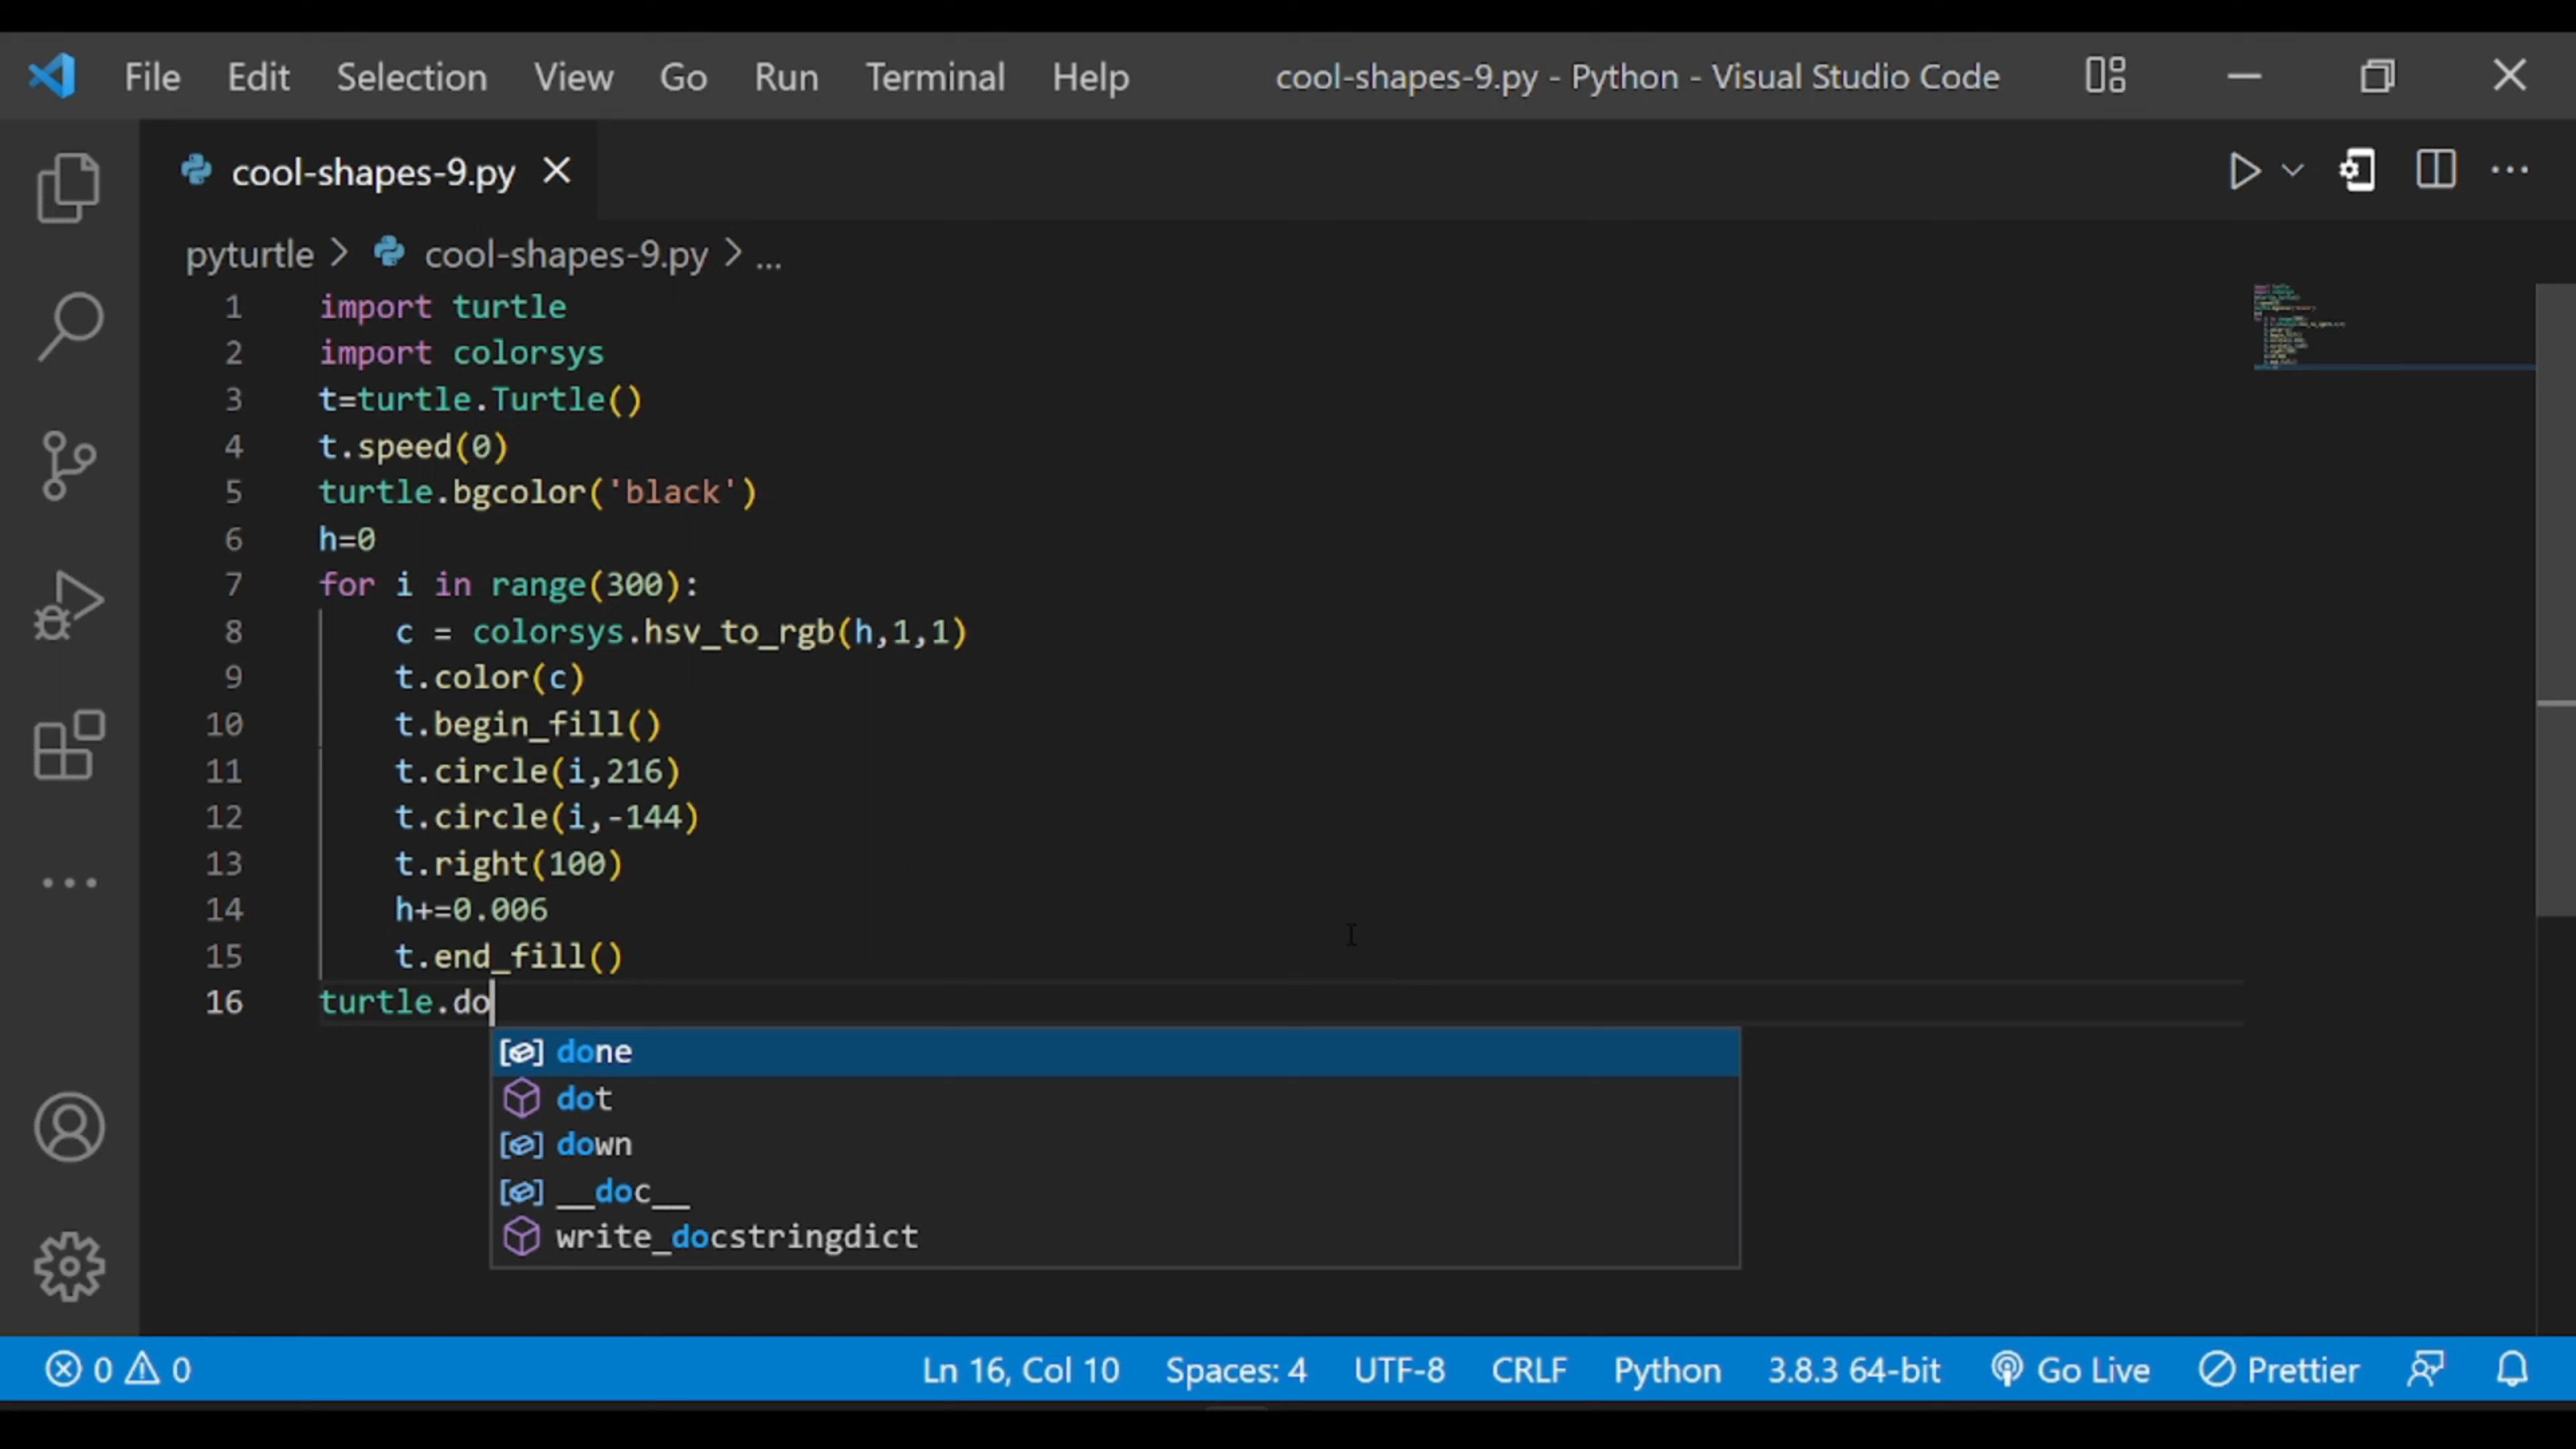 File Edit Selection View Go Run Terminal Help cool-shapes-9.py - Python - Visual Studio Code
cool-shapes-9.py
pyturtle > cool-shapes-9.py > ...
1 import turtle
2 import colorsys
3 t=turtle.Turtle()
4 t.speed(0)
5 turtle.bgcolor('black')
6 h=0
7 for i in range(300):
8     c = colorsys.hsv_to_rgb(h,1,1)
9     t.color(c)
10     t.begin_fill()
11     t.circle(i,216)
12     t.circle(i,-144)
13     t.right(100)
14     h+=0.006
15     t.end_fill()
16 turtle.do
done
dot
down
__doc__
write_docstringdict
0 0 Ln 16, Col 10 Spaces: 4 UTF-8 CRLF Python 3.8.3 64-bit Go Live Prettier